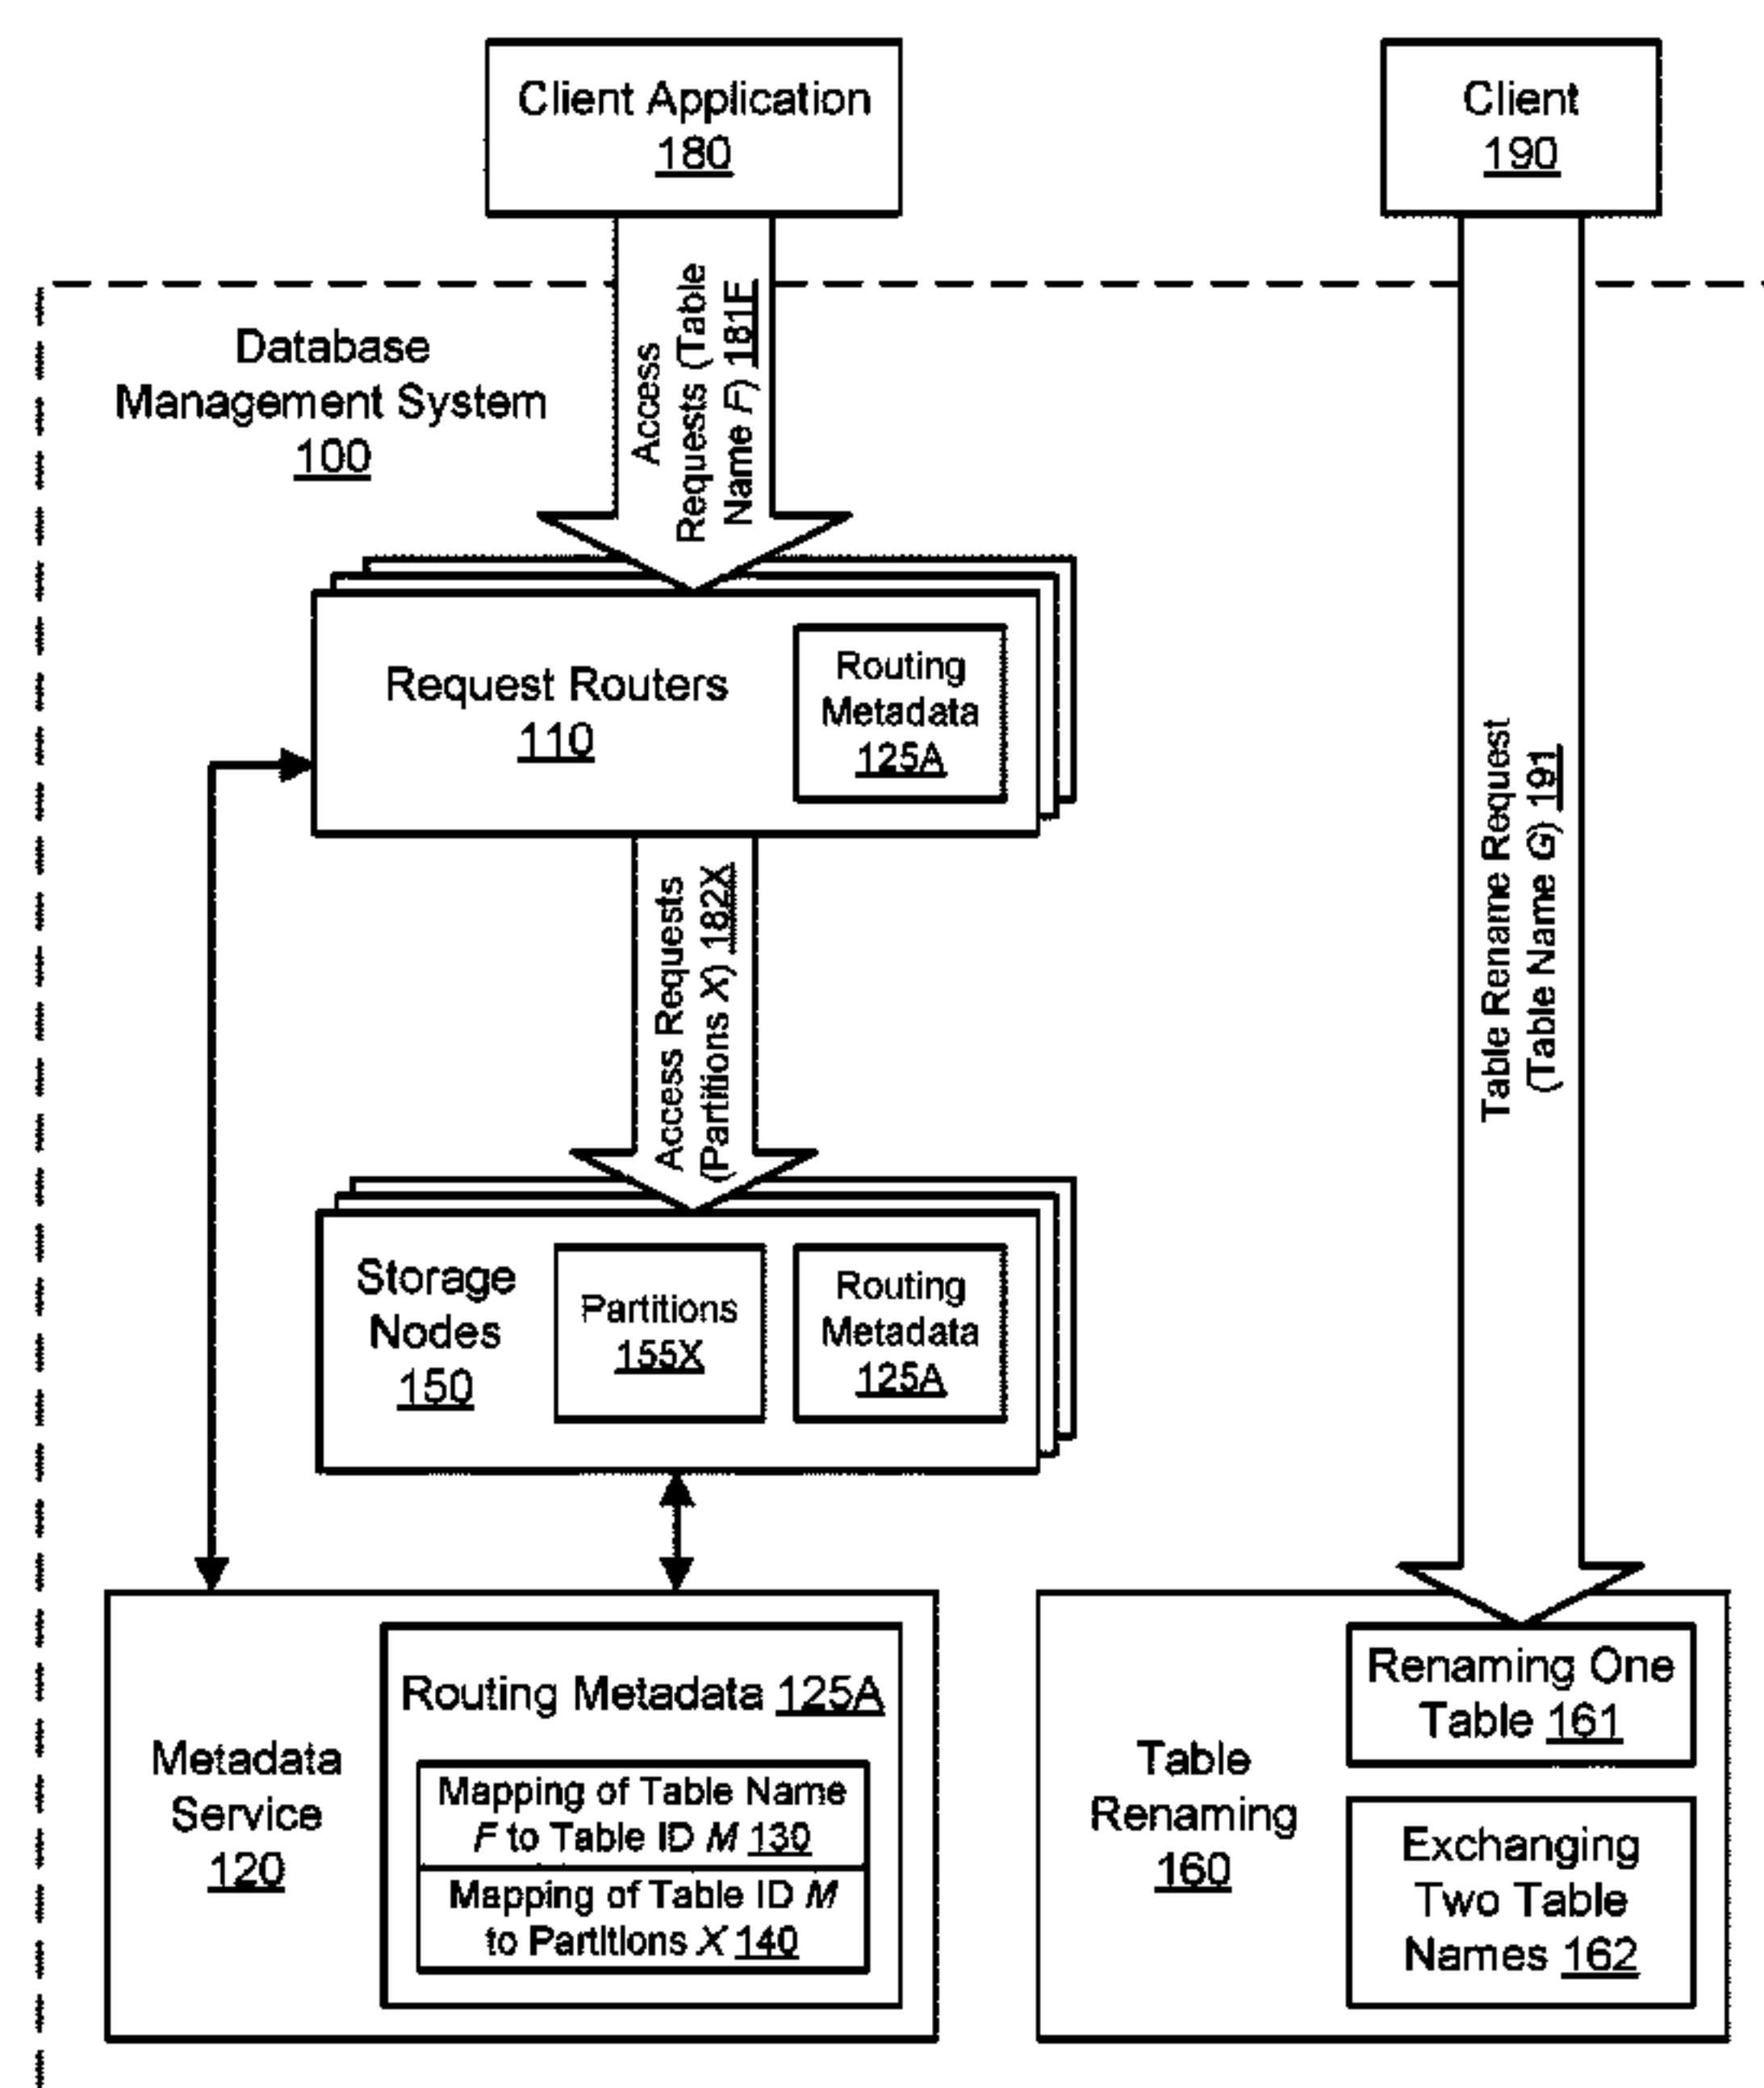 Client Application
180
Client
190
Database
Management System
100
Access
Requests (Table
Name F) 181F
Request Routers
110
Routing
Metadata
125A
Table Rename Request
(Table Name G) 191
Access Requests
(Partitions X) 182X
Storage
Nodes
150
Partitions
155X
Routing
Metadata
125A
Metadata
Service
120
Routing Metadata 125A
Mapping of Table Name
F to Table ID M 130
Mapping of Table ID M
to Partitions X 140
Table
Renaming
160
Renaming One
Table 161
Exchanging
Two Table
Names 162